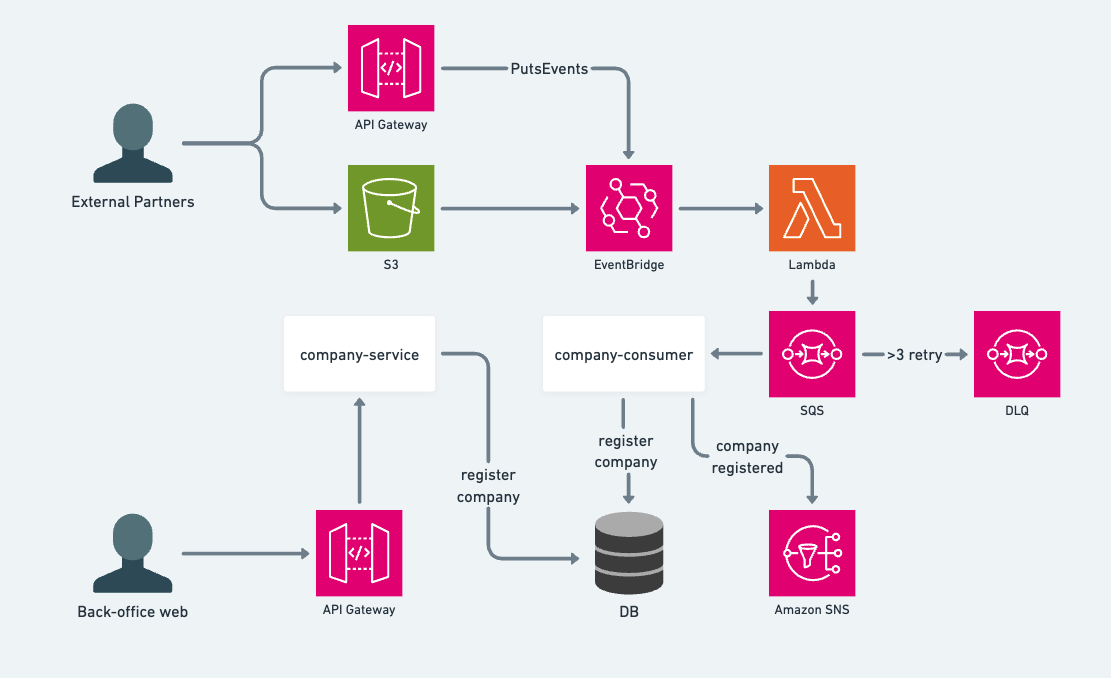 PutsEvents
API Gateway
External Partners
S3
EventBridge
Lambda
company-service
company-consumer
>3 retry
SQS
DLQ
register
company
register
company
company
registered
Back-office web
API Gateway
DB
Amazon SNS